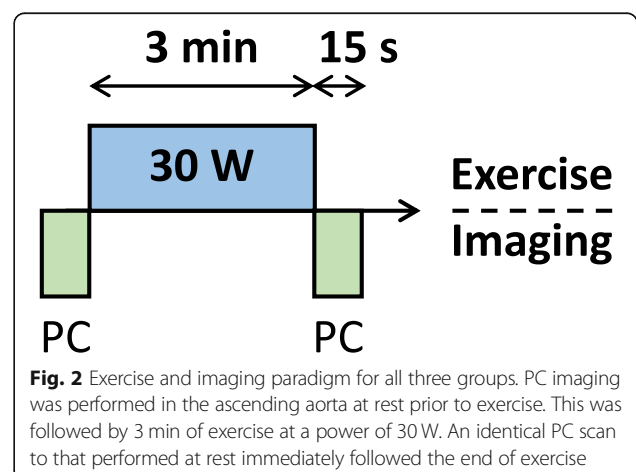 3 min 15 s
30 W
Exercise
Imaging
PC PC
Fig. 2 Exercise and imaging paradigm for all three groups. PC imaging
was performed in the ascending aorta at rest prior to exercise. This was
followed by 3 min of exercise at a power of 30 W. An identical PC scan
to that performed at rest immediately followed the end of exercise